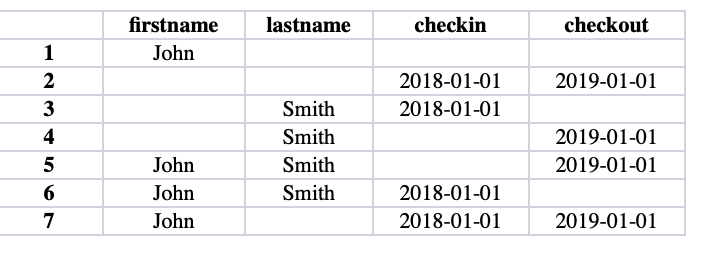 firstname lastname checkin checkout
1 John
2 2018-01-01 2019-01-01
3 Smith 2018-01-01
4 Smith 2019-01-01
5 John Smith 2019-01-01
6 John Smith 2018-01-01
7 John 2018-01-01 2019-01-01